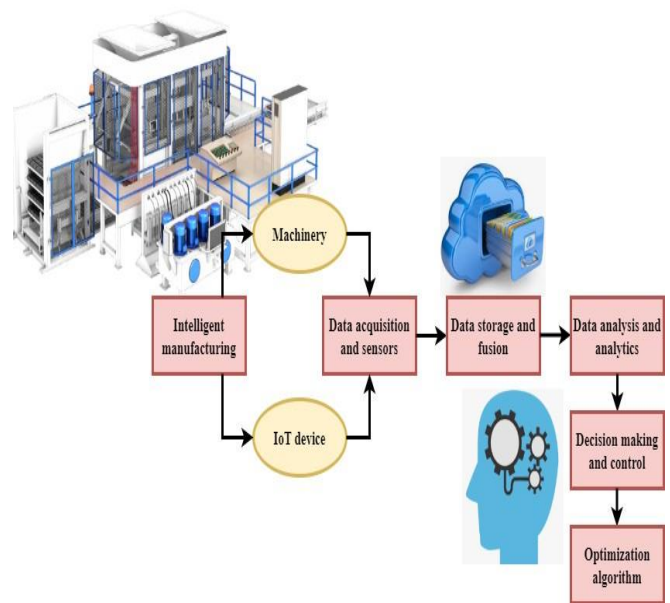 Machinery
Intelligent
manufacturing
Data acquisition
and sensors
Data storage and
fusion
Data analysis and
analytics
IoT device
Decision making
and control
Optimization
algorithm